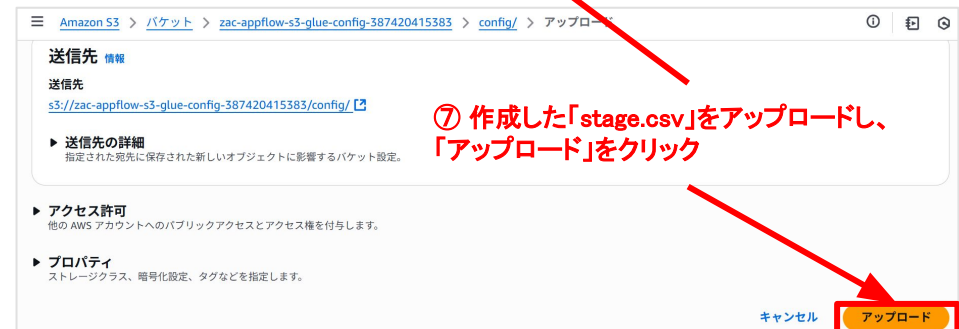 Amazon S3 > バケット > zac-appflow-s3-glue-config-387420415383 > config/ > アップロード
送信先 情報
送信先
s3://zac-appflow-s3-glue-config-387420415383/config/
⑦ 作成した「stage.csv」をアップロードし、
「アップロード」をクリック
▶ 送信先の詳細
指定された宛先に保存された新しいオブジェクトに影響するバケット設定。
▶ アクセス許可
他の AWS アカウントへのパブリックアクセスとアクセス権を付与します。
▶ プロパティ
ストレージクラス、暗号化設定、タグなどを指定します。
キャンセル アップロード